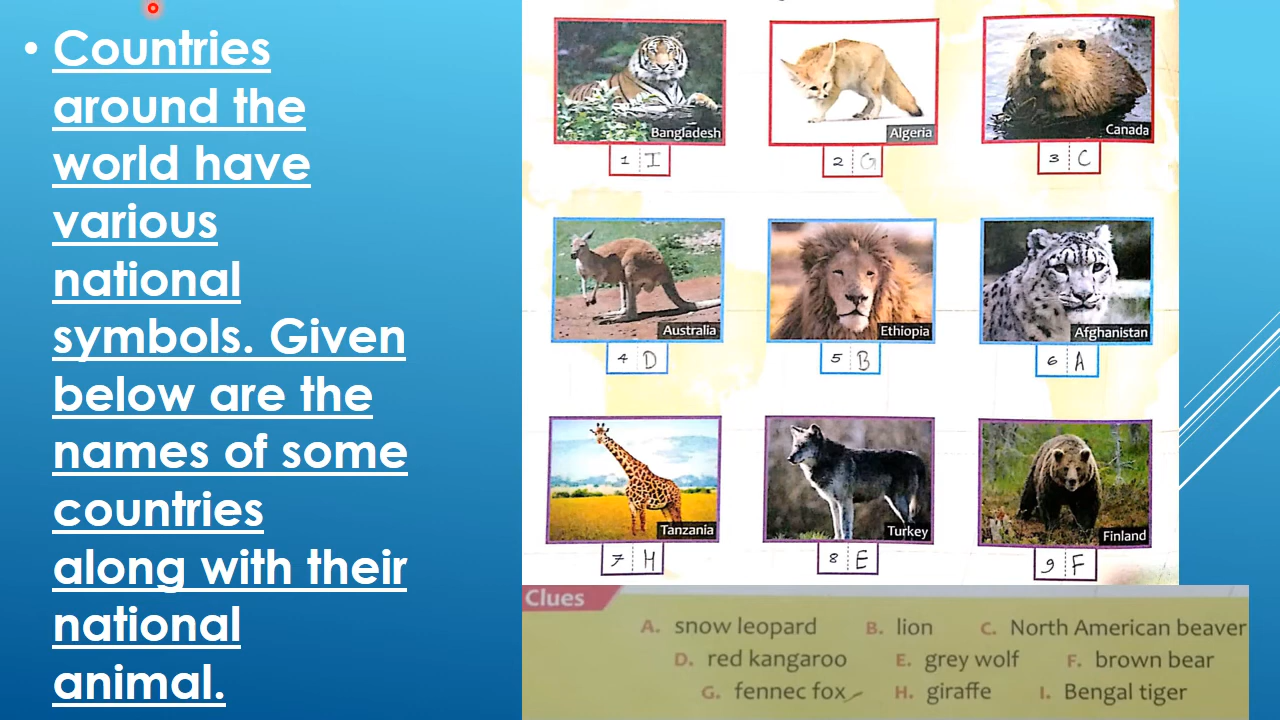 • Countries
around the
world have
various
national
symbols. Given
below are the
names of some
countries
along with their
national
animal.
Bangladesh
1 I
Algeria
2 G
Canada
3 C
Australia
4 D
Ethiopia
5 B
Afghanistan
6 A
Tanzania
7 H
Turkey
8 E
Finland
9 F
Clues
A. snow leopard B. lion C. North American beaver
D. red kangaroo E. grey wolf F. brown bear
G. fennec fox H. giraffe I. Bengal tiger